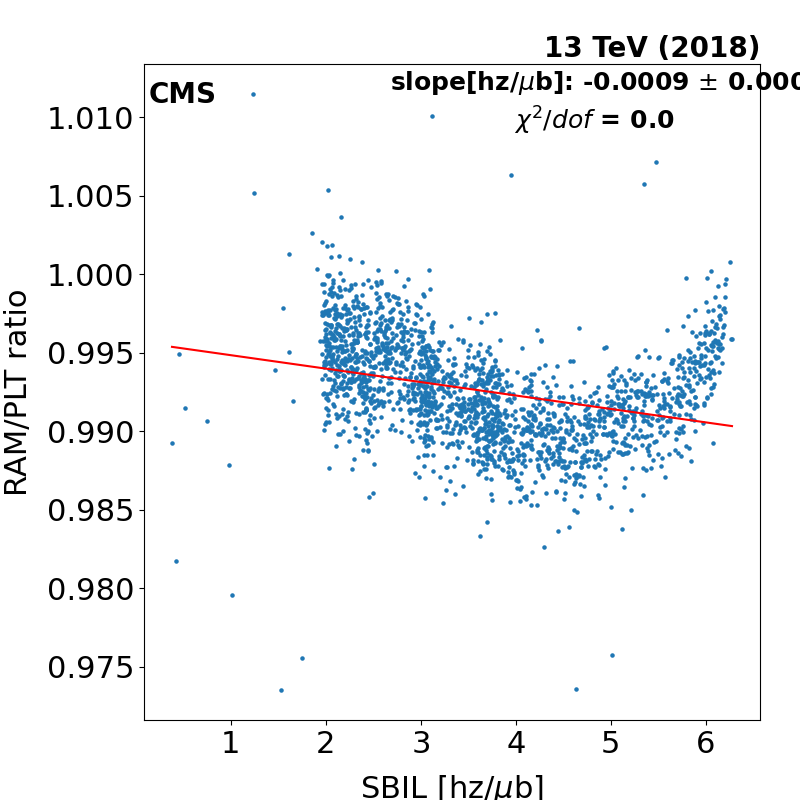 13 TeV (2018)
CMS
slope[hz/μb]: -0.0009 ± 0.000
χ²/dof = 0.0
1.010
1.005
1.000
0.995
0.990
0.985
0.980
0.975
RAM/PLT ratio
1 2 3 4 5 6
SBIL [hz/μb]